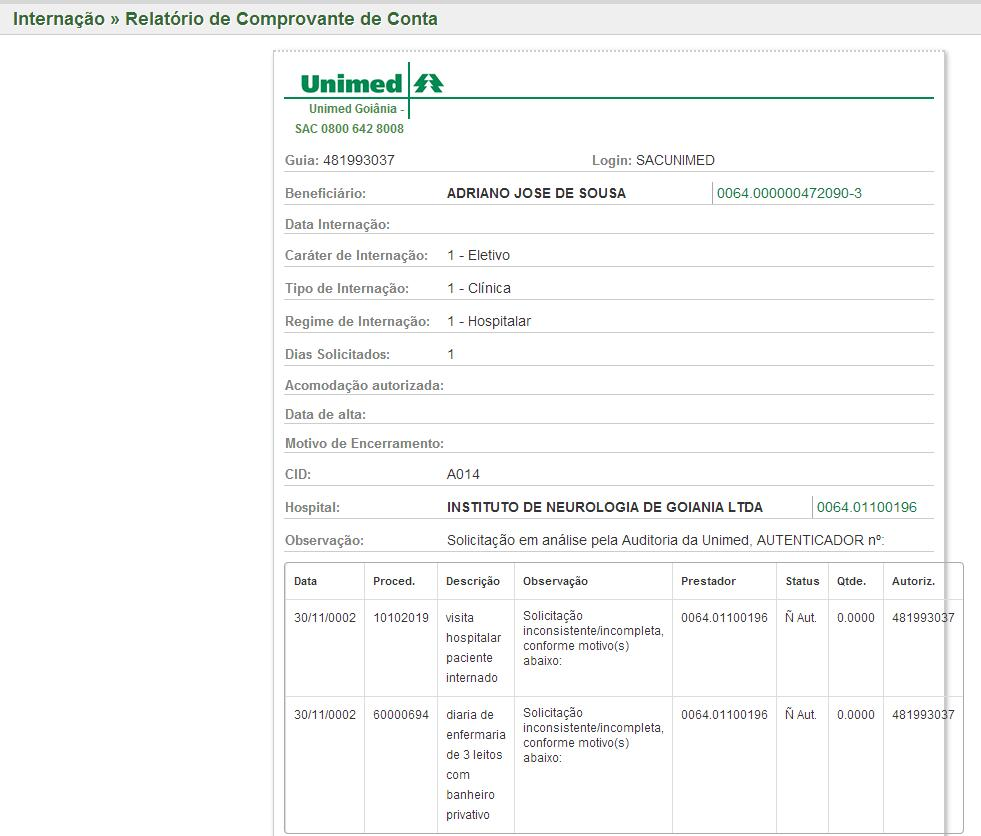 Internação » Relatório de Comprovante de Conta
Unimed
Unimed Goiânia -
SAC 0800 642 8008
Guia: 481993037 Login: SACUNIMED
Beneficiário: ADRIANO JOSE DE SOUSA 0064.000000472090-3
Data Internação:
Caráter de Internação: 1 - Eletivo
Tipo de Internação: 1 - Clínica
Regime de Internação: 1 - Hospitalar
Dias Solicitados: 1
Acomodação autorizada:
Data de alta:
Motivo de Encerramento:
CID: A014
Hospital: INSTITUTO DE NEUROLOGIA DE GOIANIA LTDA 0064.01100196
Observação: Solicitação em análise pela Auditoria da Unimed, AUTENTICADOR nº:
Data Proced. Descrição Observação Prestador Status Qtde. Autoriz.
30/11/0002 10102019 visita hospitalar paciente internado Solicitação inconsistente/incompleta, conforme motivo(s) abaixo: 0064.01100196 Ñ Aut. 0.0000 481993037
30/11/0002 60000694 diaria de enfermaria de 3 leitos com banheiro privativo Solicitação inconsistente/incompleta, conforme motivo(s) abaixo: 0064.01100196 Ñ Aut. 0.0000 481993037